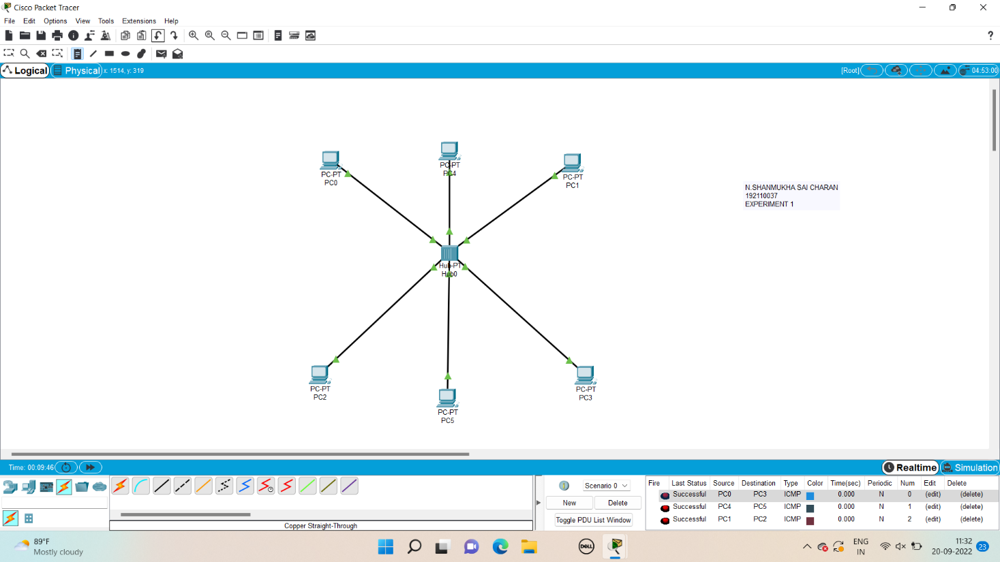 Cisco Packet Tracer
File Edit Options View Tools Extensions Help
?
Logical Physical x: 1514, y: 319 [Root] 04:53:00
PC-PT
PC0
PC-PT
PC4
PC-PT
PC1
N.SHANMUKHA SAI CHARAN
192110037
EXPERIMENT 1
Hub-PT
Hub0
PC-PT
PC2
PC-PT
PC5
PC-PT
PC3
Time: 00:09:46 Realtime Simulation
Scenario 0
New Delete
Toggle PDU List Window
Copper Straight-Through
Fire Last Status Source Destination Type Color Time(sec) Periodic Num Edit Delete
Successful PC0 PC3 ICMP 0.000 N 0 (edit) (delete)
Successful PC4 PC5 ICMP 0.000 N 1 (edit) (delete)
Successful PC1 PC2 ICMP 0.000 N 2 (edit) (delete)
89°F
Mostly cloudy
DELL
ENG
IN
11:32
20-09-2022
23